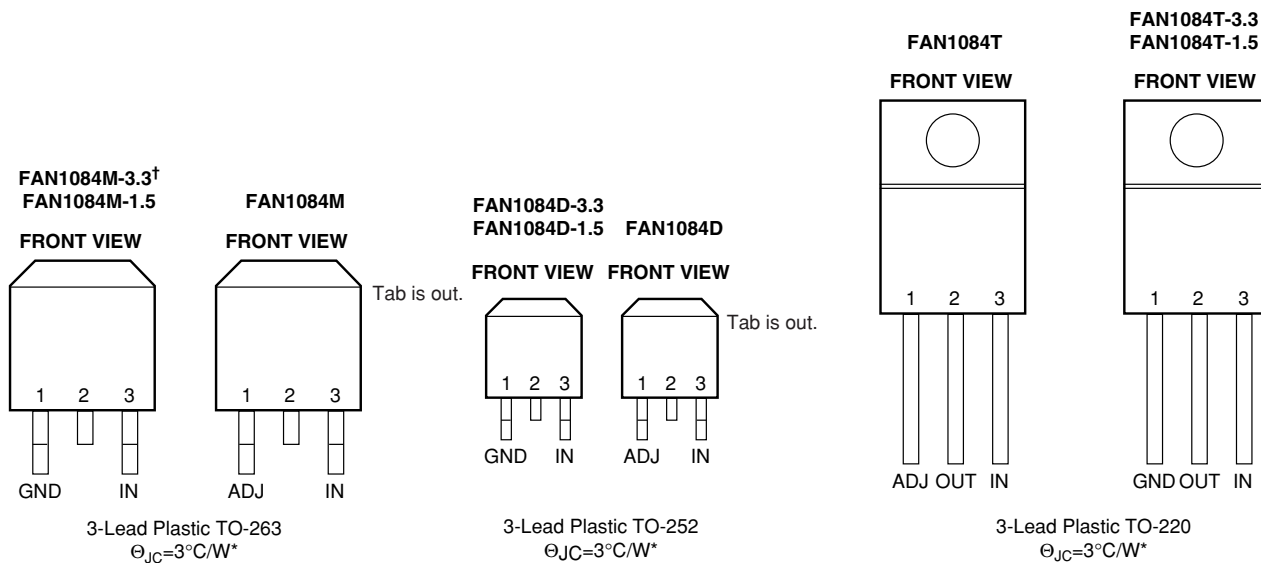 FAN1084M-3.3†
FAN1084M-1.5
FRONT VIEW
1 2 3
GND IN
FAN1084M
FRONT VIEW
Tab is out.
1 2 3
ADJ IN
3-Lead Plastic TO-263
ΘJC=3°C/W*
FAN1084D-3.3
FAN1084D-1.5
FRONT VIEW
1 2 3
GND IN
FAN1084D
FRONT VIEW
Tab is out.
1 2 3
ADJ IN
3-Lead Plastic TO-252
ΘJC=3°C/W*
FAN1084T
FRONT VIEW
1 2 3
ADJ OUT IN
FAN1084T-3.3
FAN1084T-1.5
FRONT VIEW
1 2 3
GND OUT IN
3-Lead Plastic TO-220
ΘJC=3°C/W*